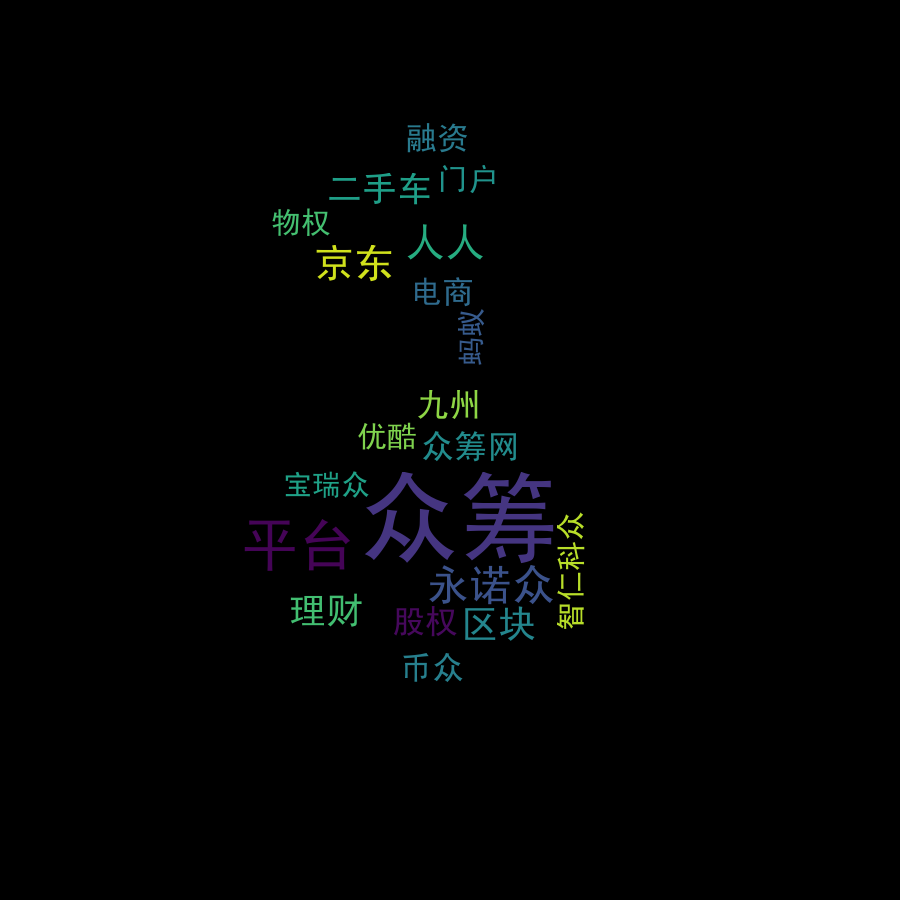 融资
门户
二手车
物权
人人
京东
电商
蚂蚁
九州
优酷
众筹网
宝瑞众
众筹
平台
智仁科众
永诺众
理财
股权
区块
币众